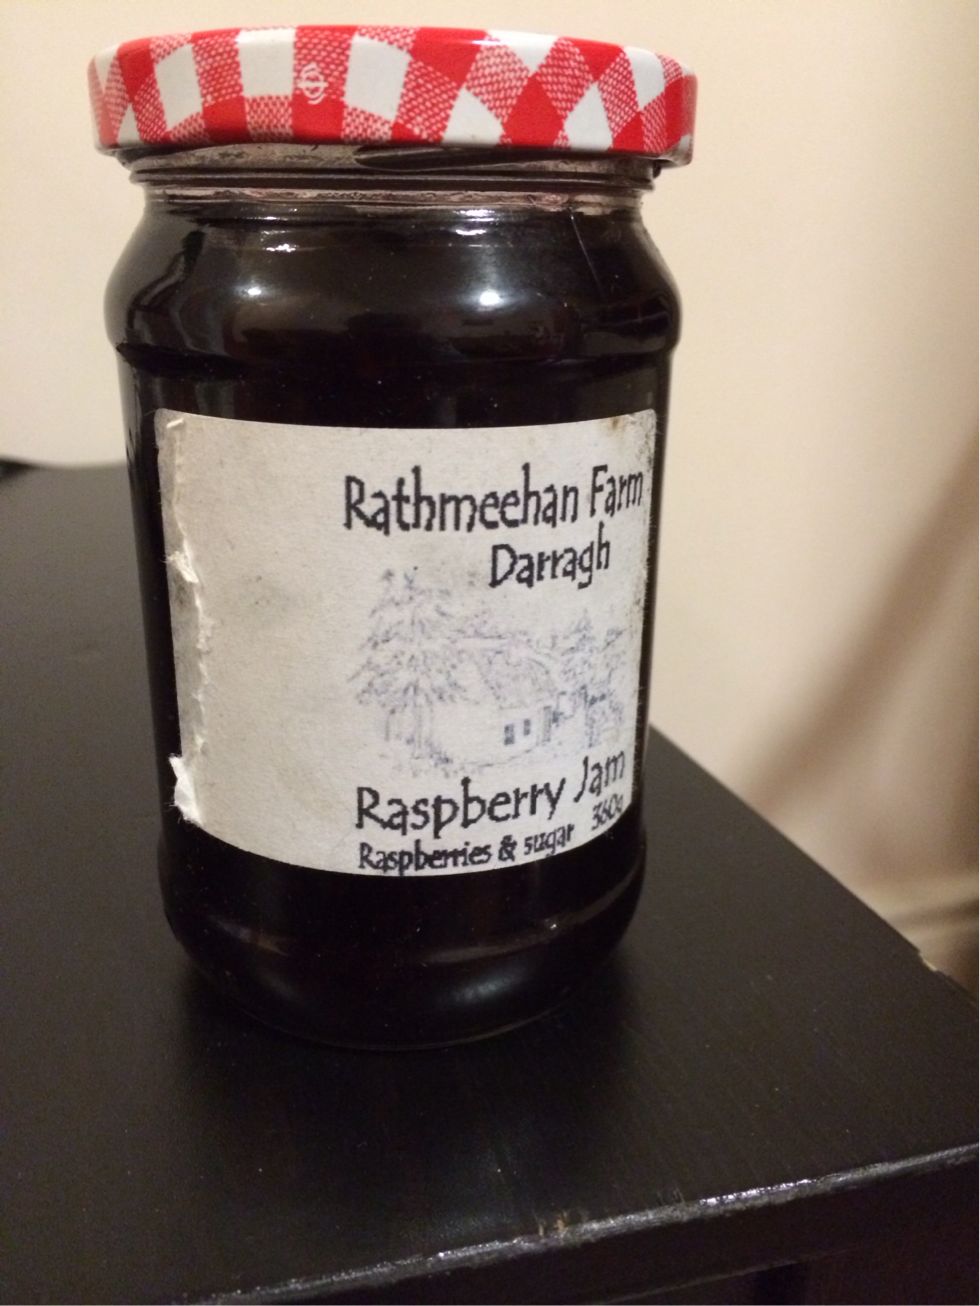 Rathmeehan Farm
Darragh
Raspberry Jam
Raspberries & sugar 360g